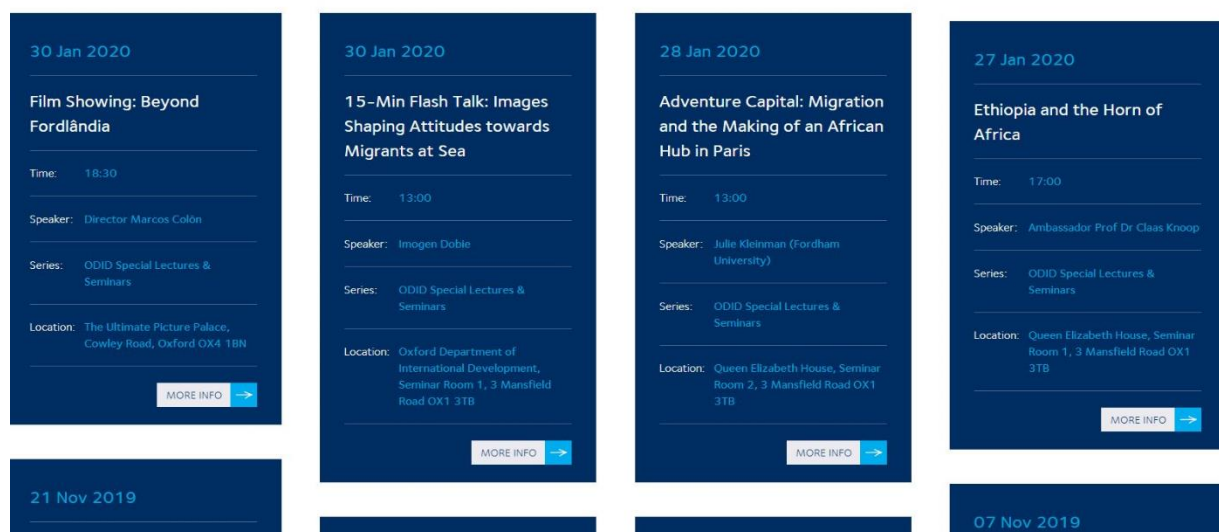 30 Jan 2020
Film Showing: Beyond
Fordlândia
Time: 18:30
Speaker: Director Marcos Colón
Series: ODID Special Lectures &
Seminars
Location: The Ultimate Picture Palace,
Cowley Road, Oxford OX4 1BN
MORE INFO
21 Nov 2019
30 Jan 2020
15-Min Flash Talk: Images
Shaping Attitudes towards
Migrants at Sea
Time: 13:00
Speaker: Imogen Dobie
Series: ODID Special Lectures &
Seminars
Location: Oxford Department of
International Development,
Seminar Room 1, 3 Mansfield
Road OX1 3TB
MORE INFO
28 Jan 2020
Adventure Capital: Migration
and the Making of an African
Hub in Paris
Time: 13:00
Speaker: Julie Kleinman (Fordham
University)
Series: ODID Special Lectures &
Seminars
Location: Queen Elizabeth House, Seminar
Room 2, 3 Mansfield Road OX1
3TB
MORE INFO
27 Jan 2020
Ethiopia and the Horn of
Africa
Time: 17:00
Speaker: Ambassador Prof Dr Claas Knoop
Series: ODID Special Lectures &
Seminars
Location: Queen Elizabeth House, Seminar
Room 1, 3 Mansfield Road OX1
3TB
MORE INFO
07 Nov 2019